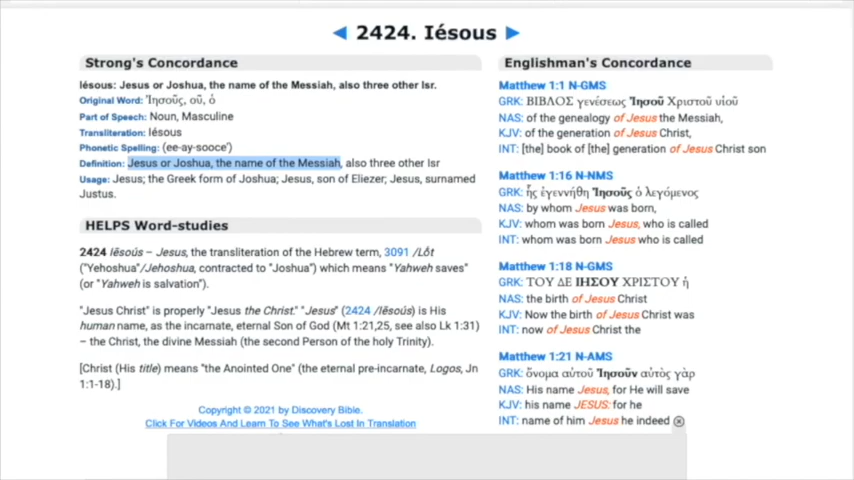 ◀ 2424. Iésous ▶
Strong's Concordance
Iésous: Jesus or Joshua, the name of the Messiah, also three other Isr.
Original Word: Ἰησοῦς, οῦ, ὁ
Part of Speech: Noun, Masculine
Transliteration: Iésous
Phonetic Spelling: (ee-ay-sooce')
Definition: Jesus or Joshua, the name of the Messiah, also three other Isr
Usage: Jesus; the Greek form of Joshua; Jesus, son of Eliezer; Jesus, surnamed
Justus.
HELPS Word-studies
2424 Iēsoús – Jesus, the transliteration of the Hebrew term, 3091 /Lṓt
("Yehoshua"/Jehoshua, contracted to "Joshua") which means "Yahweh saves"
(or "Yahweh is salvation").
"Jesus Christ" is properly "Jesus the Christ." "Jesus" (2424 /Iēsoús) is His
human name, as the incarnate, eternal Son of God (Mt 1:21,25, see also Lk 1:31)
– the Christ, the divine Messiah (the second Person of the holy Trinity).
[Christ (His title) means "the Anointed One" (the eternal pre-incarnate, Logos, Jn
1:1-18).]
Copyright © 2021 by Discovery Bible.
Click For Videos And Learn To See What's Lost In Translation
Englishman's Concordance
Matthew 1:1 N-GMS
GRK: ΒΙΒΛΟΣ γενέσεως Ἰησοῦ Χριστοῦ υἱοῦ
NAS: of the genealogy of Jesus the Messiah,
KJV: of the generation of Jesus Christ,
INT: [the] book of [the] generation of Jesus Christ son
Matthew 1:16 N-NMS
GRK: ἧς ἐγεννήθη Ἰησοῦς ὁ λεγόμενος
NAS: by whom Jesus was born,
KJV: whom was born Jesus, who is called
INT: whom was born Jesus who is called
Matthew 1:18 N-GMS
GRK: ΤΟΥ ΔΕ ΙΗΣΟΥ ΧΡΙΣΤΟΥ ἡ
NAS: the birth of Jesus Christ
KJV: Now the birth of Jesus Christ was
INT: now of Jesus Christ the
Matthew 1:21 N-AMS
GRK: ὄνομα αὐτοῦ Ἰησοῦν αὐτὸς γὰρ
NAS: His name Jesus, for He will save
KJV: his name JESUS: for he
INT: name of him Jesus he indeed